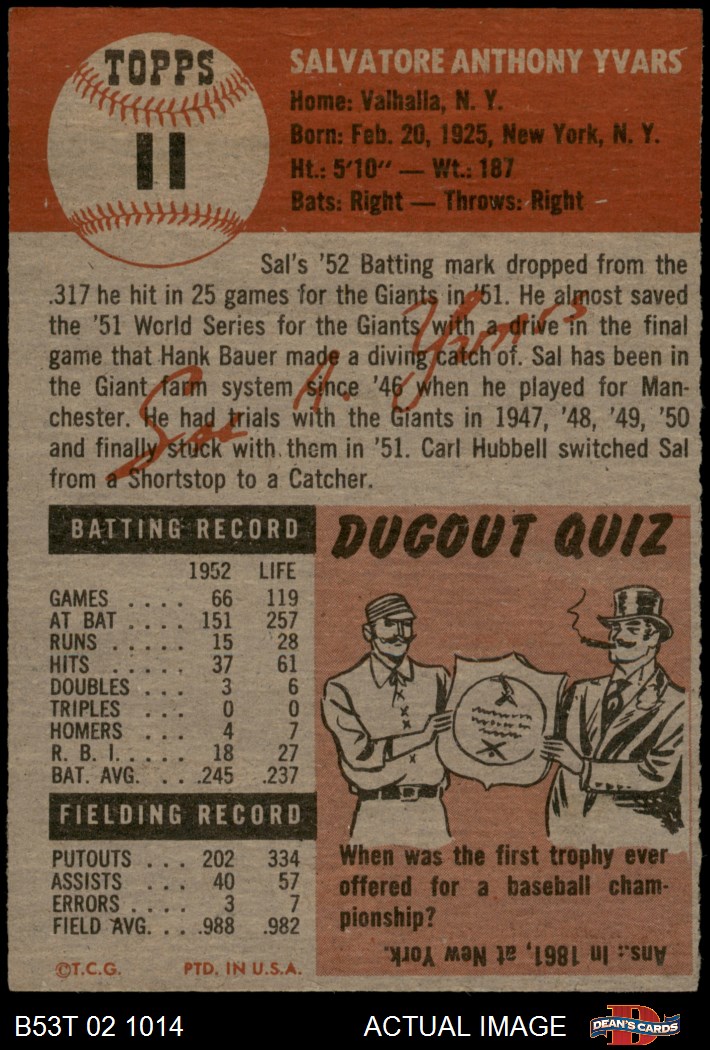 TOPPS
11
SALVATORE ANTHONY YVARS
Home: Valhalla, N. Y.
Born: Feb. 20, 1925, New York, N. Y.
Ht.: 5'10" — Wt.: 187
Bats: Right — Throws: Right
Sal's '52 Batting mark dropped from the
.317 he hit in 25 games for the Giants in '51. He almost saved
the '51 World Series for the Giants with a drive in the final
game that Hank Bauer made a diving catch of. Sal has been in
the Giant farm system since '46 when he played for Man-
chester. He had trials with the Giants in 1947, '48, '49, '50
and finally stuck with them in '51. Carl Hubbell switched Sal
from a Shortstop to a Catcher.
Sal A. Yvars
BATTING RECORD
1952 LIFE
GAMES .... 66 119
AT BAT .... 151 257
RUNS ..... 15 28
HITS ..... 37 61
DOUBLES ... 3 6
TRIPLES ... 0 0
HOMERS ... 4 7
R. B. I. .... 18 27
BAT. AVG. .. .245 .237
FIELDING RECORD
PUTOUTS ... 202 334
ASSISTS ... 40 57
ERRORS .... 3 7
FIELD AVG. .. .988 .982
©T.C.G. PTD. IN U.S.A.
DUGOUT QUIZ
When was the first trophy ever
offered for a baseball cham-
pionship?
Ans.: In 1861, at New York.
B53T 02 1014 ACTUAL IMAGE
D
DEAN'S CARDS